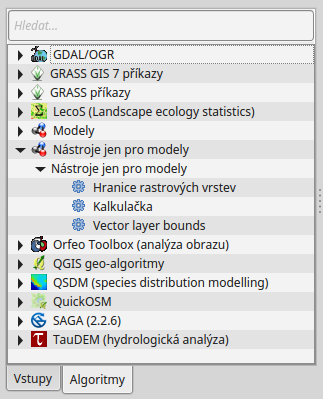 Hledat...
GDAL/OGR
GRASS GIS 7 příkazy
GRASS příkazy
LecoS (Landscape ecology statistics)
Modely
Nástroje jen pro modely
Nástroje jen pro modely
Hranice rastrových vrstev
Kalkulačka
Vector layer bounds
Orfeo Toolbox (analýza obrazu)
QGIS geo-algoritmy
QSDM (species distribution modelling)
QuickOSM
SAGA (2.2.6)
TauDEM (hydrologická analýza)
Vstupy
Algoritmy